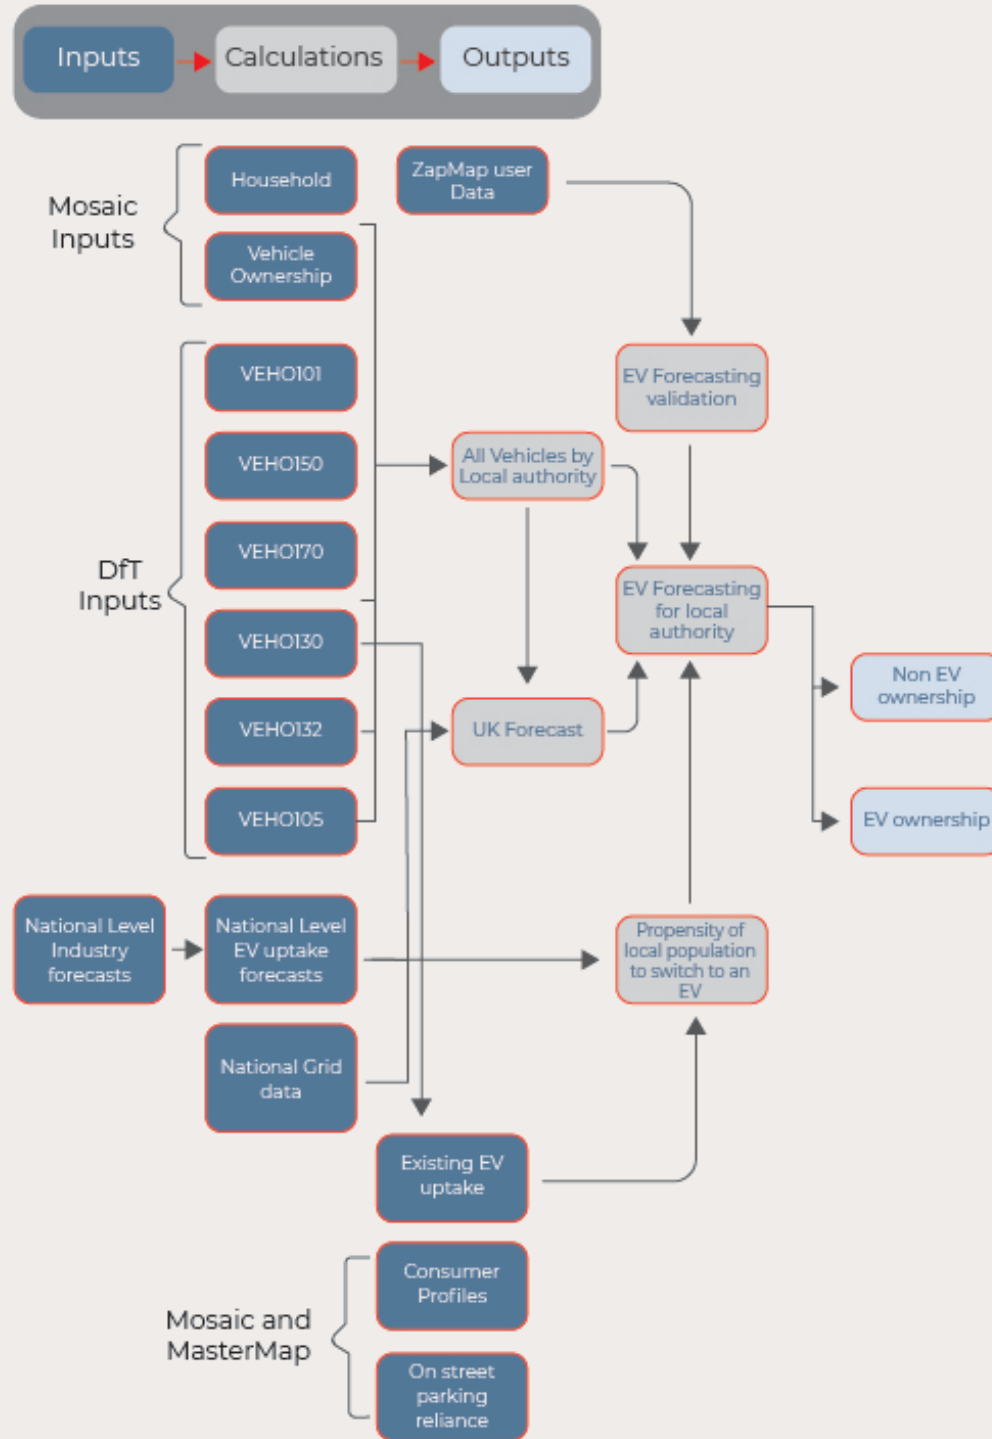 Inputs
Calculations
Outputs
Mosaic
Inputs
Household
Vehicle
Ownership
ZapMap user
Data
DfT
Inputs
VEHO101
VEHO150
VEHO170
VEHO130
VEHO132
VEHO105
EV Forecasting
validation
All Vehicles by
Local authority
EV Forecasting
for local
authority
UK Forecast
Non EV
ownership
EV ownership
National Level
Industry
forecasts
National Level
EV uptake
forecasts
Propensity of
local population
to switch to an
EV
National Grid
data
Existing EV
uptake
Mosaic and
MasterMap
Consumer
Profiles
On street
parking
reliance